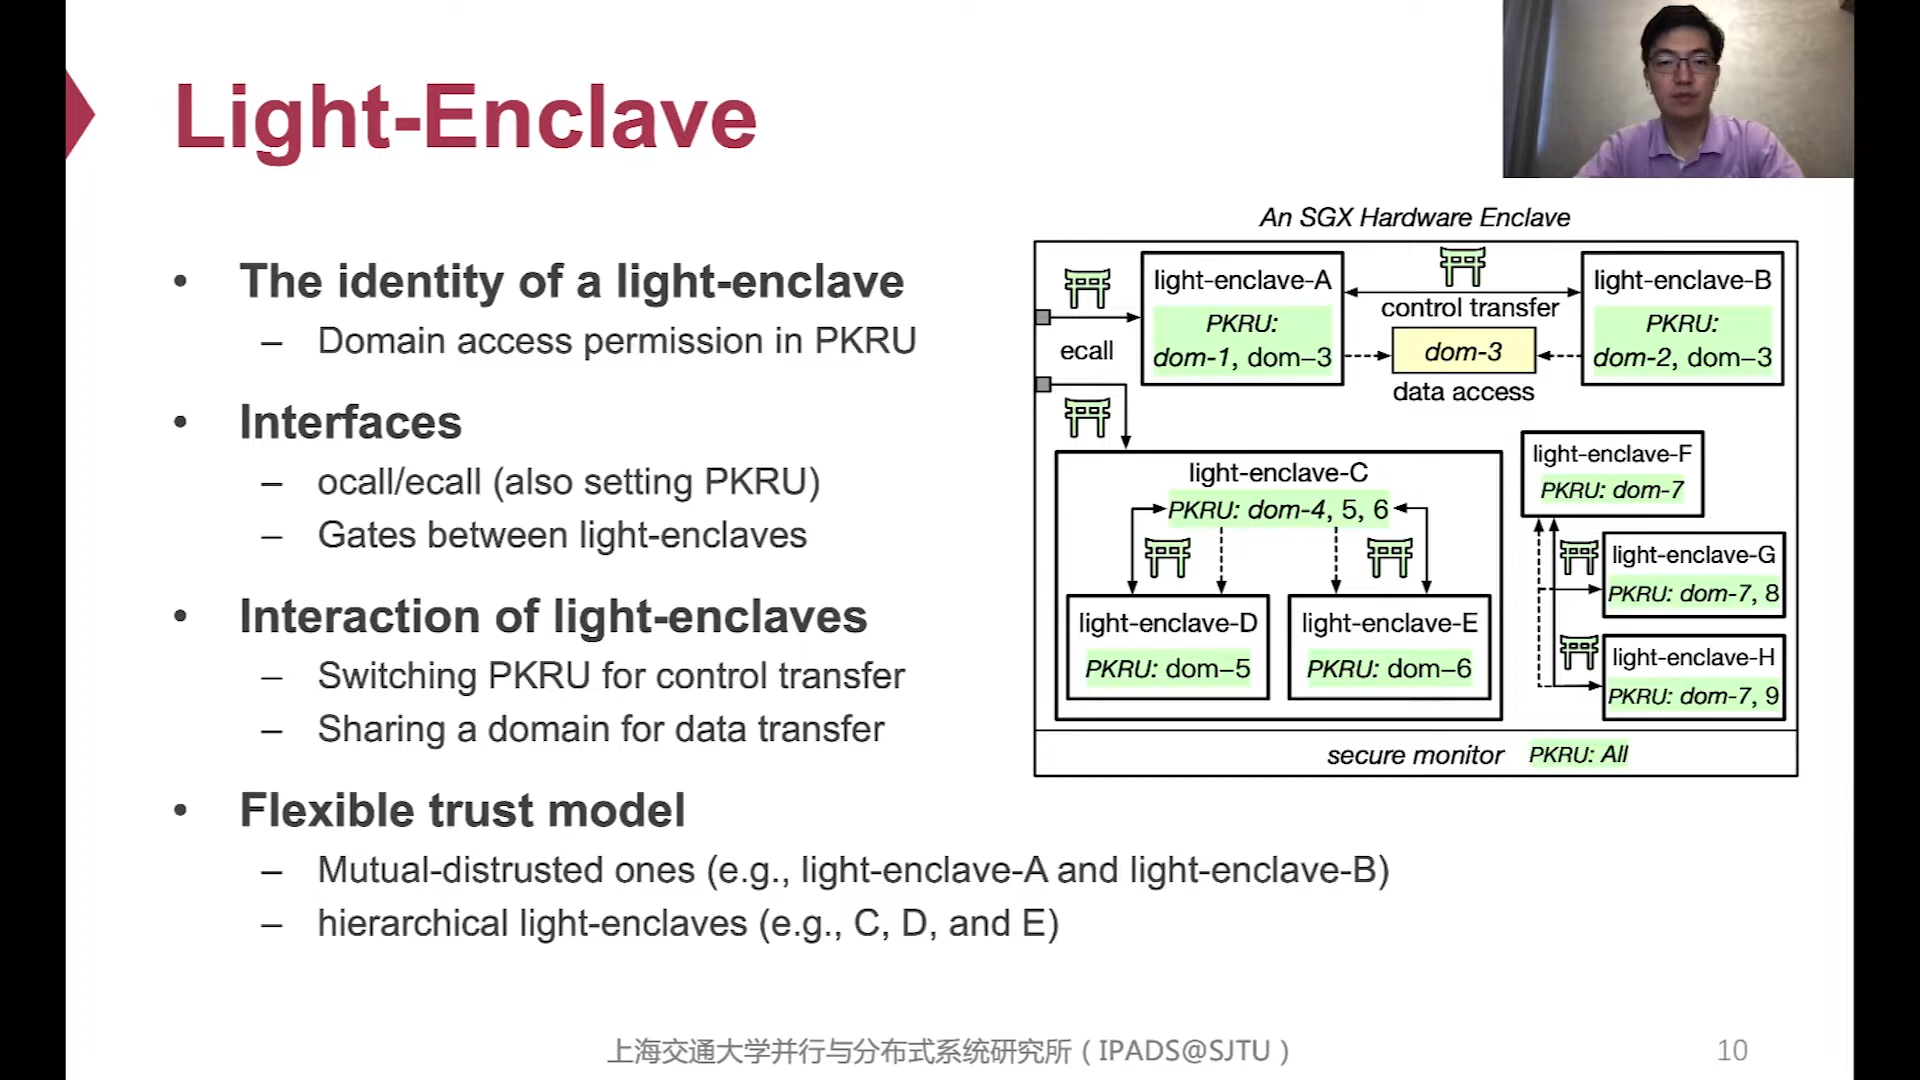 Light-Enclave
• The identity of a light-enclave
– Domain access permission in PKRU
• Interfaces
– ocall/ecall (also setting PKRU)
– Gates between light-enclaves
• Interaction of light-enclaves
– Switching PKRU for control transfer
– Sharing a domain for data transfer
• Flexible trust model
– Mutual-distrusted ones (e.g., light-enclave-A and light-enclave-B)
– hierarchical light-enclaves (e.g., C, D, and E)
An SGX Hardware Enclave
ecall
light-enclave-A
PKRU:
dom-1, dom–3
control transfer
dom-3
data access
light-enclave-B
PKRU:
dom-2, dom–3
light-enclave-C
PKRU: dom-4, 5, 6
light-enclave-D
PKRU: dom–5
light-enclave-E
PKRU: dom–6
light-enclave-F
PKRU: dom-7
light-enclave-G
PKRU: dom-7, 8
light-enclave-H
PKRU: dom-7, 9
secure monitor PKRU: All
上海交通大学并行与分布式系统研究所（IPADS@SJTU）
10